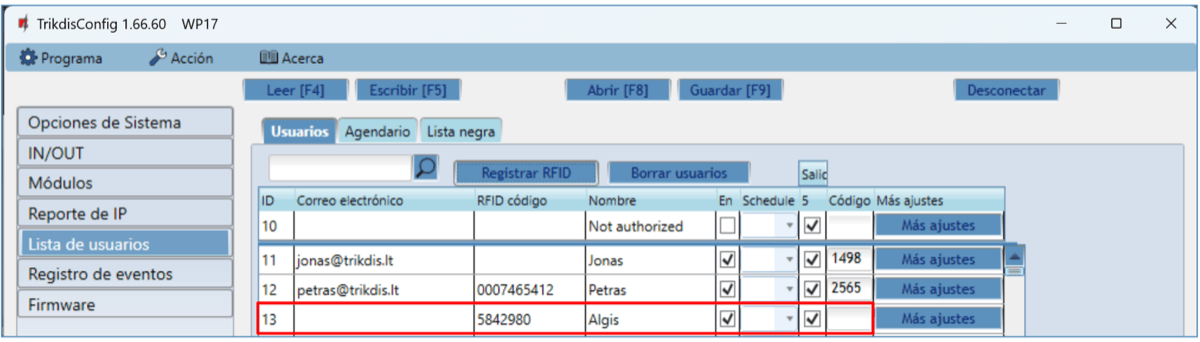 TrikdisConfig 1.66.60 WP17
Programa Acción Acerca
Leer [F4] Escribir [F5] Abrir [F8] Guardar [F9] Desconectar
Opciones de Sistema
IN/OUT
Módulos
Reporte de IP
Lista de usuarios
Registro de eventos
Firmware
Usuarios Agendario Lista negra
Registrar RFID Borrar usuarios Salic
ID Correo electrónico RFID código Nombre En Schedule 5 Código Más ajustes
10 Not authorized Más ajustes
11 jonas@trikdis.lt Jonas 1498 Más ajustes
12 petras@trikdis.lt 0007465412 Petras 2565 Más ajustes
13 5842980 Algis Más ajustes